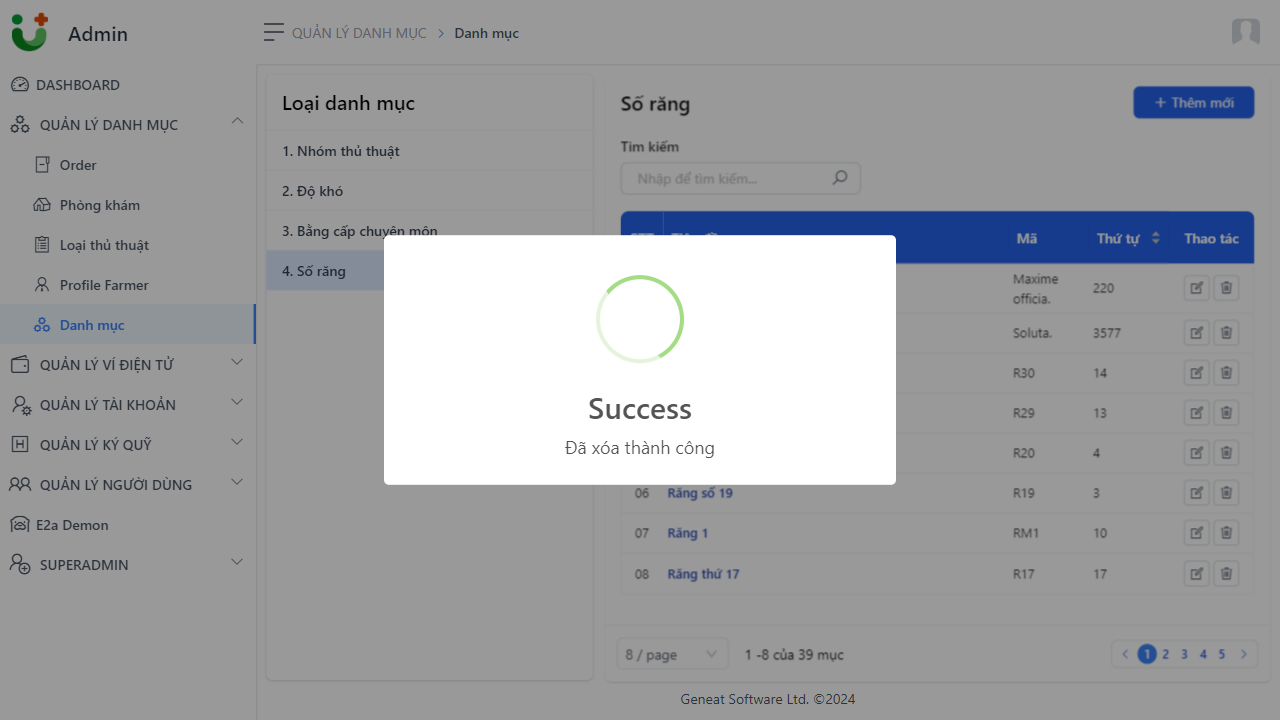 Admin
QUẢN LÝ DANH MỤC > Danh mục
DASHBOARD
QUẢN LÝ DANH MỤC
Order
Phòng khám
Loại thủ thuật
Profile Farmer
Danh mục
QUẢN LÝ VÍ ĐIỆN TỬ
QUẢN LÝ TÀI KHOẢN
QUẢN LÝ KÝ QUỸ
QUẢN LÝ NGƯỜI DÙNG
E2a Demon
SUPERADMIN
Loại danh mục
1. Nhóm thủ thuật
2. Độ khó
3. Bằng cấp chuyên môn
4. Số răng
Số răng
+ Thêm mới
Tìm kiếm
Nhập để tìm kiếm...
Mã Thứ tự Thao tác
Maxime officia. 220
Soluta. 3577
R30 14
R29 13
R20 4
06 Răng số 19 R19 3
07 Răng 1 RM1 10
08 Răng thứ 17 R17 17
Success
Đã xóa thành công
8 / page 1 -8 của 39 mục < 1 2 3 4 5 >
Geneat Software Ltd. ©2024